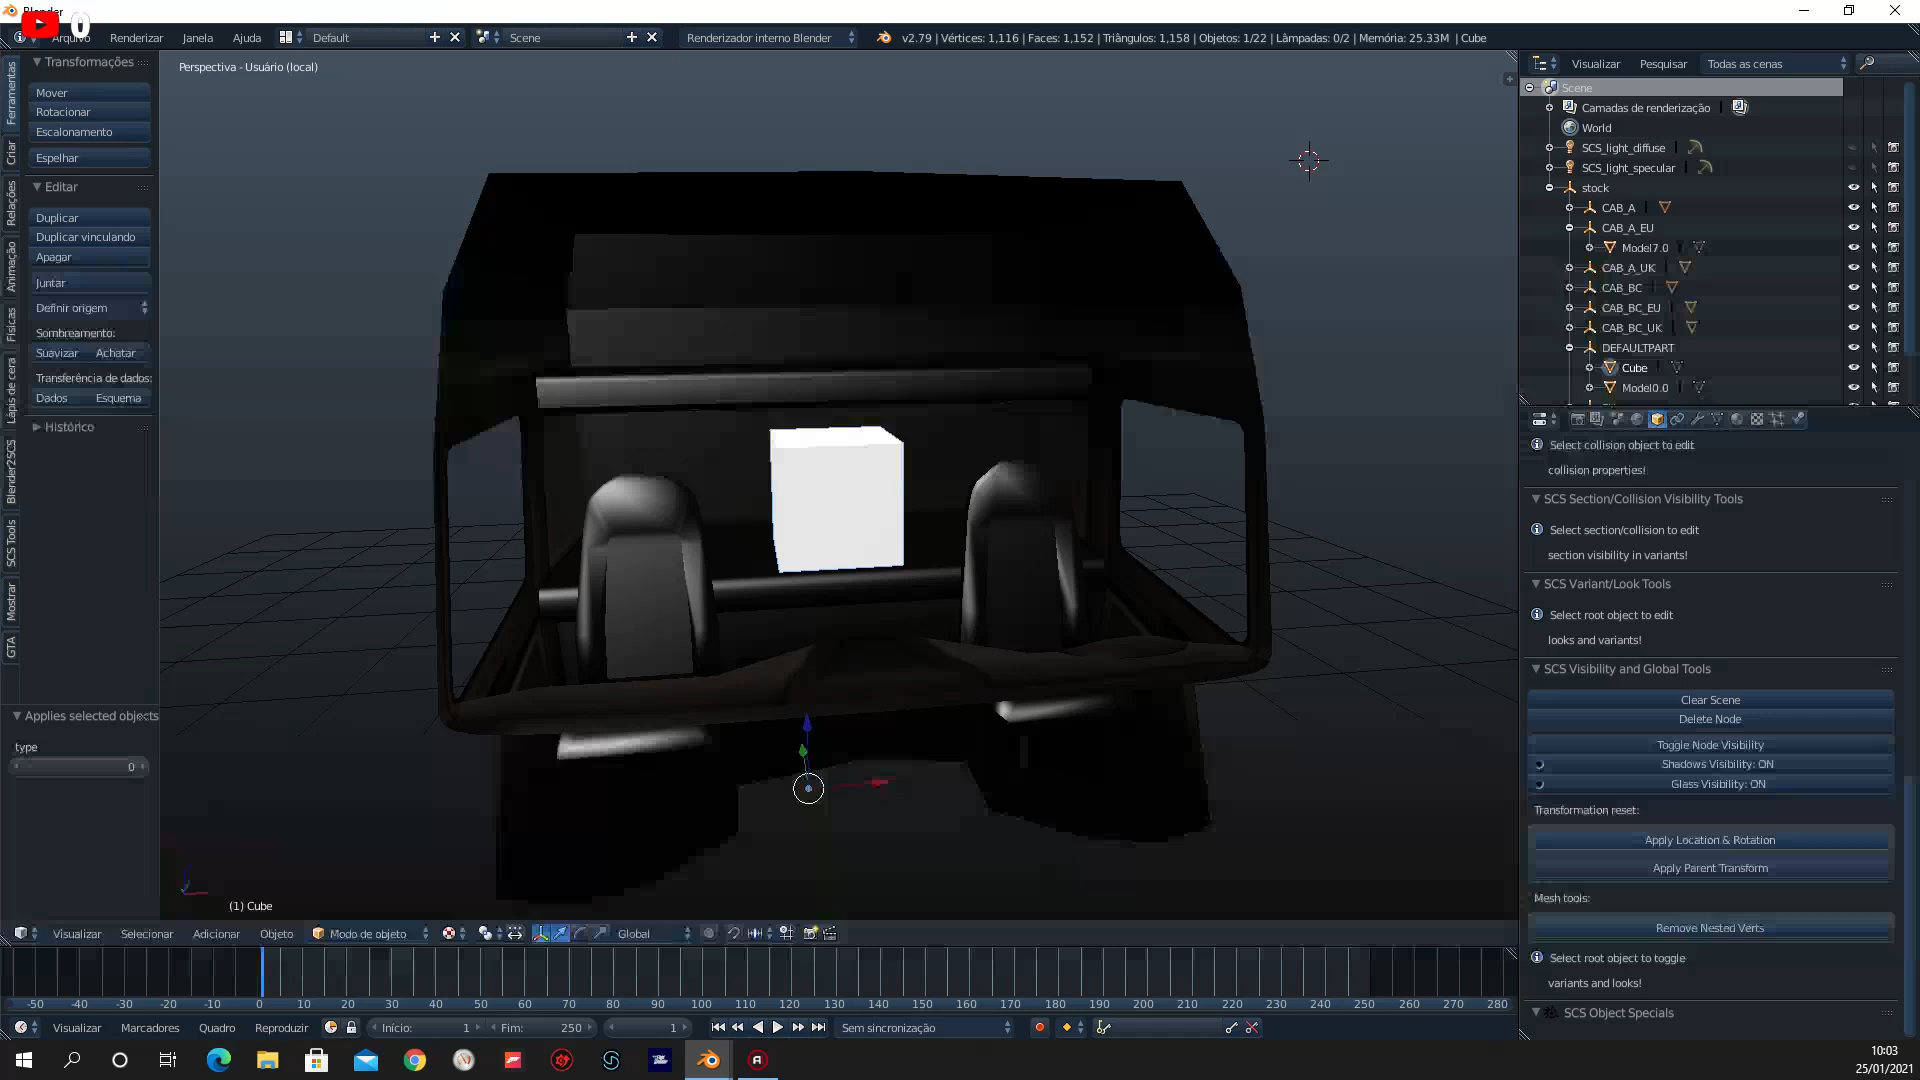 Blender
0
Arquivo Renderizar Janela Ajuda Default Scene Renderizador interno Blender v2.79 | Vértices: 1,116 | Faces: 1,152 | Triângulos: 1,158 | Objetos: 1/22 | Lâmpadas: 0/2 | Memória: 25.33M | Cube
Ferramentas
Criar
Relações
Animação
Físicas
Lápis de cera
Blender2SCS
SCS Tools
Mostrar
GTA
Transformações
Mover
Rotacionar
Escalonamento
Espelhar
Editar
Duplicar
Duplicar vinculando
Apagar
Juntar
Definir origem
Sombreamento:
Suavizar Achatar
Transferência de dados:
Dados Esquema
Histórico
Applies selected objects
type
0
Perspectiva - Usuário (local)
(1) Cube
Visualizar Selecionar Adicionar Objeto Modo de objeto Global
-50 -40 -30 -20 -10 0 10 20 30 40 50 60 70 80 90 100 110 120 130 140 150 160 170 180 190 200 210 220 230 240 250 260 270 280
Visualizar Marcadores Quadro Reproduzir Início: 1 Fim: 250 1 Sem sincronização
Visualizar Pesquisar Todas as cenas
Scene
Camadas de renderização
World
SCS_light_diffuse
SCS_light_specular
stock
CAB_A
CAB_A_EU
Model7.0
CAB_A_UK
CAB_BC
CAB_BC_EU
CAB_BC_UK
DEFAULTPART
Cube
Model0.0
Select collision object to edit
collision properties!
SCS Section/Collision Visibility Tools
Select section/collision to edit
section visibility in variants!
SCS Variant/Look Tools
Select root object to edit
looks and variants!
SCS Visibility and Global Tools
Clear Scene
Delete Node
Toggle Node Visibility
Shadows Visibility: ON
Glass Visibility: ON
Transformation reset:
Apply Location & Rotation
Apply Parent Transform
Mesh tools:
Remove Nested Verts
Select root object to toggle
variants and looks!
SCS Object Specials
10:03
25/01/2021